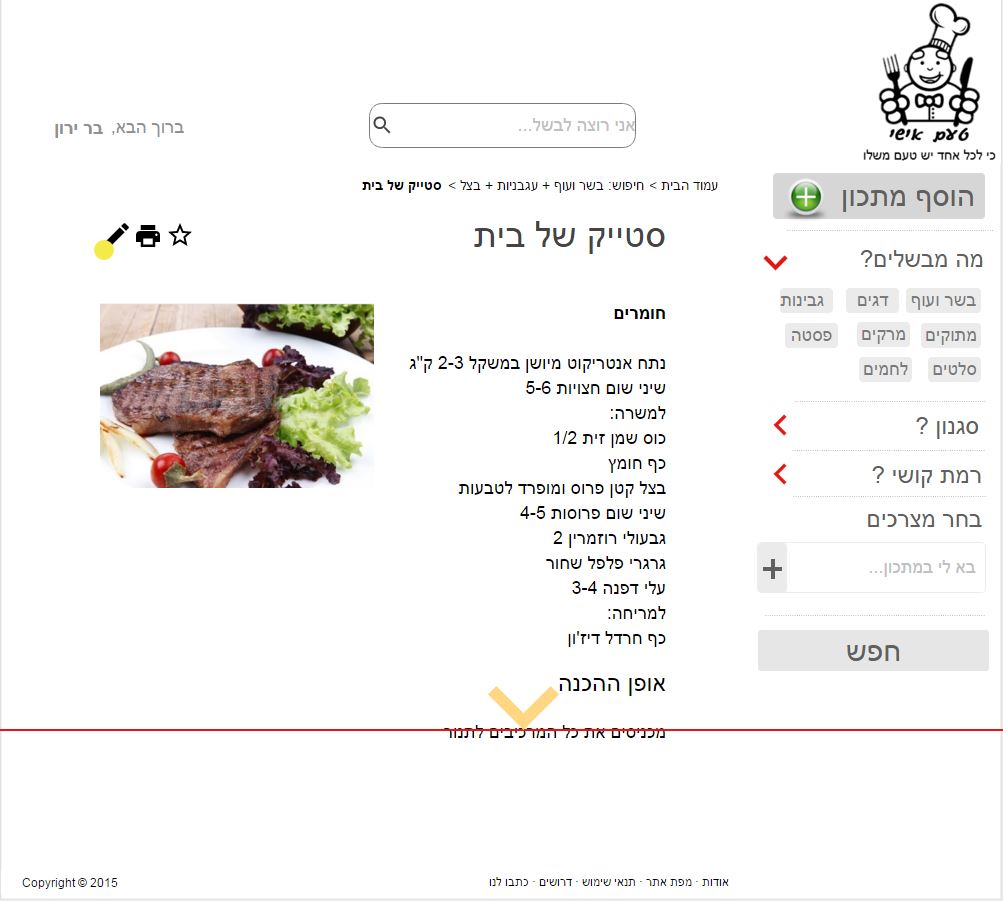 טעם אישי
כי לכל אחד יש טעם משלו
ברוך הבא, בר ירון
אני רוצה לבשל...
עמוד הבית > חיפוש: בשר ועוף + עגבניות + בצל > סטייק של בית
הוסף מתכון
מה מבשלים?
בשר ועוף דגים גבינות
מתוקים מרקים פסטה
סלטים לחמים
סגנון ?
רמת קושי ?
בחר מצרכים
בא לי במתכון...
חפש
סטייק של בית
חומרים
נתח אנטריקוט מיושן במשקל 2-3 ק"ג
שיני שום חצויות 5-6
למשרה:
כוס שמן זית 1/2
כף חומץ
בצל קטן פרוס ומופרד לטבעות
שיני שום פרוסות 4-5
גבעולי רוזמרין 2
גרגרי פלפל שחור
עלי דפנה 3-4
למריחה:
כף חרדל דיז'ון
אופן ההכנה
מכניסים את כל המרכיבים לתנור
אודות · מפת אתר · תנאי שימוש · דרושים · כתבו לנו
Copyright © 2015